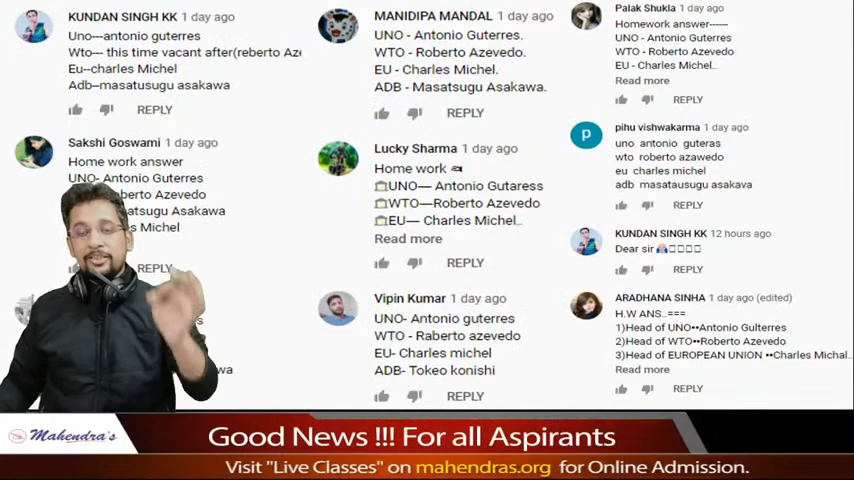 KUNDAN SINGH KK 1 day ago
Uno---antonio guterres
Wto--- this time vacant after(reberto Aze
Eu--charles Michel
Adb--masatusugu asakawa
REPLY
Sakshi Goswami 1 day ago
Home work answer
UNO- Antonio Guterres
berto Azevedo
atsugu Asakawa
es Michel
REPLY
MANIDIPA MANDAL 1 day ago
UNO - Antonio Guterres.
WTO - Roberto Azevedo.
EU - Charles Michel.
ADB - Masatsugu Asakawa.
REPLY
Lucky Sharma 1 day ago
Home work
UNO— Antonio Gutaress
WTO—Roberto Azevedo
EU— Charles Michel...
Read more
REPLY
Vipin Kumar 1 day ago
UNO- Antonio guterres
WTO - Raberto azevedo
EU- Charles michel
ADB- Tokeo konishi
REPLY
Palak Shukla 1 day ago
Homework answer------
UNO - Antonio Guterres
WTO - Roberto Azevedo
EU - Charles Michel..
Read more
REPLY
p
pihu vishwakarma 1 day ago
uno antonio guteras
wto roberto azawedo
eu charles michel
adb masatausugu asakava
REPLY
KUNDAN SINGH KK 12 hours ago
Dear sir
REPLY
ARADHANA SINHA 1 day ago (edited)
H.W ANS..===
1)Head of UNO••Antonio Gulterres
2)Head of WTO••Roberto Azevedo
3)Head of EUROPEAN UNION ••Charles Michal...
Read more
REPLY
Mahendra's
Good News !!! For all Aspirants
Visit "Live Classes" on mahendras.org for Online Admission.